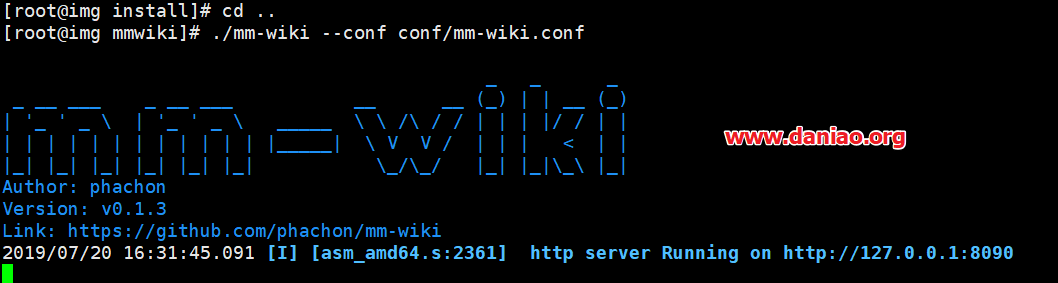 [root@img install]# cd ..
[root@img mmwiki]# ./mm-wiki --conf conf/mm-wiki.conf
mm-wiki
www.daniao.org
Author: phachon
Version: v0.1.3
Link: https://github.com/phachon/mm-wiki
2019/07/20 16:31:45.091 [I] [asm_amd64.s:2361]  http server Running on http://127.0.0.1:8090